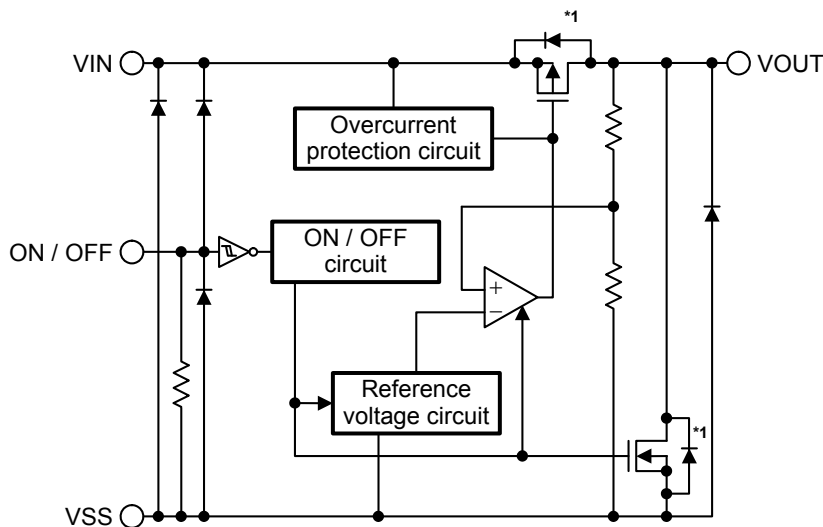 *1
VIN
VOUT
Overcurrent
protection circuit
ON / OFF
ON / OFF
circuit
+
−
Reference
voltage circuit
*1
VSS